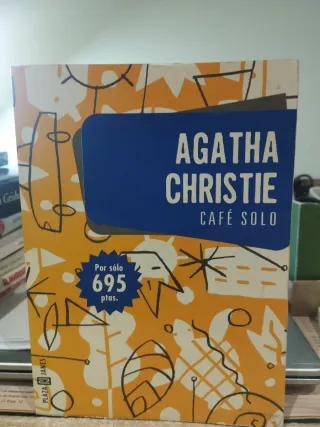 AGATHA
CHRISTIE
CAFÉ SOLO
Por sólo
695
ptas.
PLAZA JANÉS